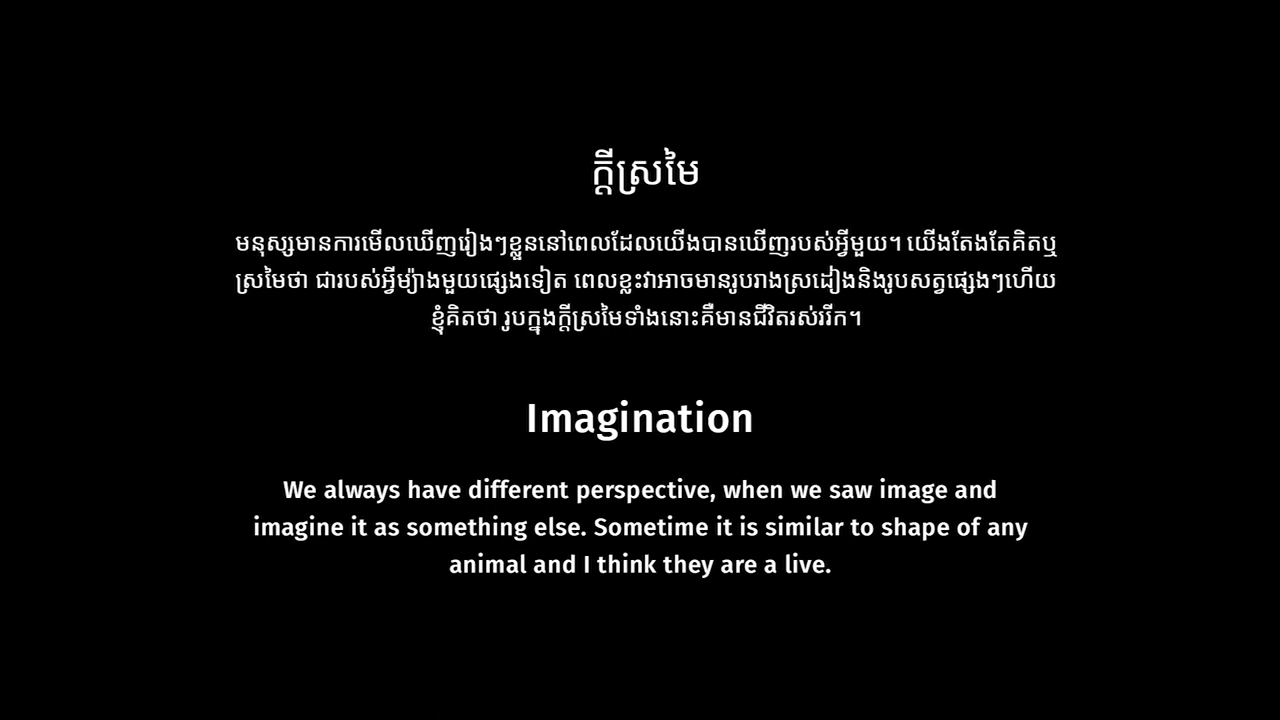 ក្ដីស្រមៃ
មនុស្សមានការមើលឃើញរៀងៗខ្លួននៅពេលដែលយើងបានឃើញរបស់អ្វីមួយ។ យើងតែងតែគិតឬ
ស្រមៃថា ជារបស់អ្វីម្យ៉ាងមួយផ្សេងទៀត ពេលខ្លះវាអាចមានរូបរាងស្រដៀងនិងរូបសត្វផ្សេងៗហើយ
ខ្ញុំគិតថា រូបក្នុងក្ដីស្រមៃទាំងនោះគឺមានជីវិតរស់រវើក។
Imagination
We always have different perspective, when we saw image and
imagine it as something else. Sometime it is similar to shape of any
animal and I think they are a live.